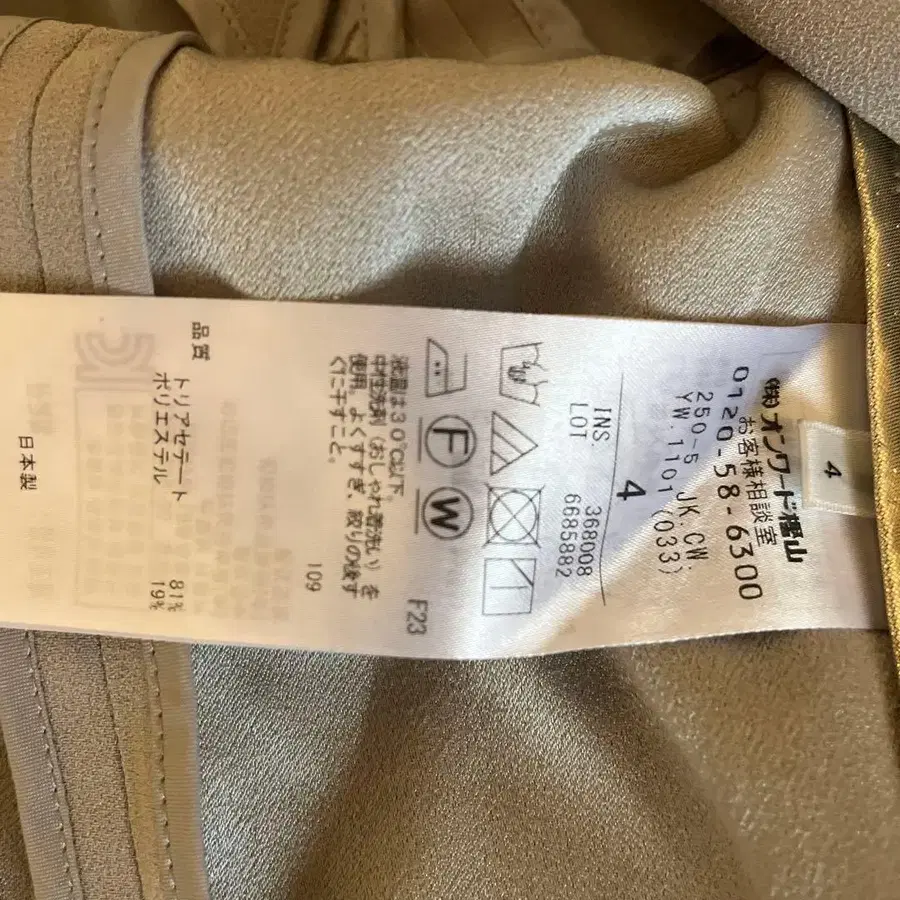 4
㈱オンワード樫山
お客様相談室
0120-58-6300
250-5 JK.CW.
YW.1101 (033)
4
INS. 368008
LOT 6685882
F
W
F23
液温は30℃以下。
中性洗剤（おしゃれ着洗い）を
使用。よくすすぎ、絞りのばす
ぐに干すこと。
109
品質
トリアセテート 81%
ポリエステル 19%
日本製